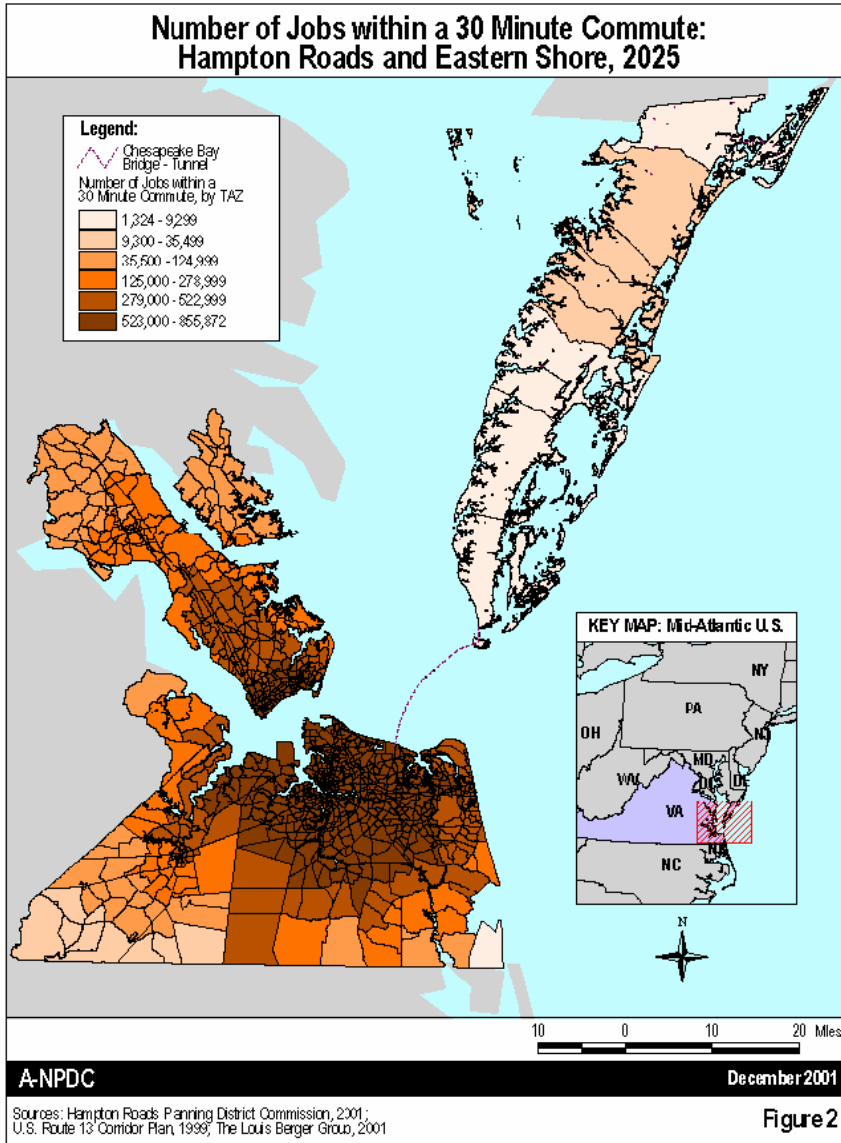 Number of Jobs within a 30 Minute Commute:
Hampton Roads and Eastern Shore, 2025
Legend:
Chesapeake Bay
Bridge - Tunnel
Number of Jobs within a
30 Minute Commute, by TAZ
1,324 - 9,299
9,300 - 35,499
35,500 - 124,999
125,000 - 278,999
279,000 - 522,999
523,000 - 855,872
KEY MAP: Mid-Atlantic U.S.
NY
PA
NJ
OH
MD
DE
WV
VA
NC
N
10 0 10 20 Miles
A-NPDC
December 2001
Sources: Hampton Roads Planning District Commission, 2001;
U.S. Route 13 Corridor Plan, 1999; The Louis Berger Group, 2001
Figure 2